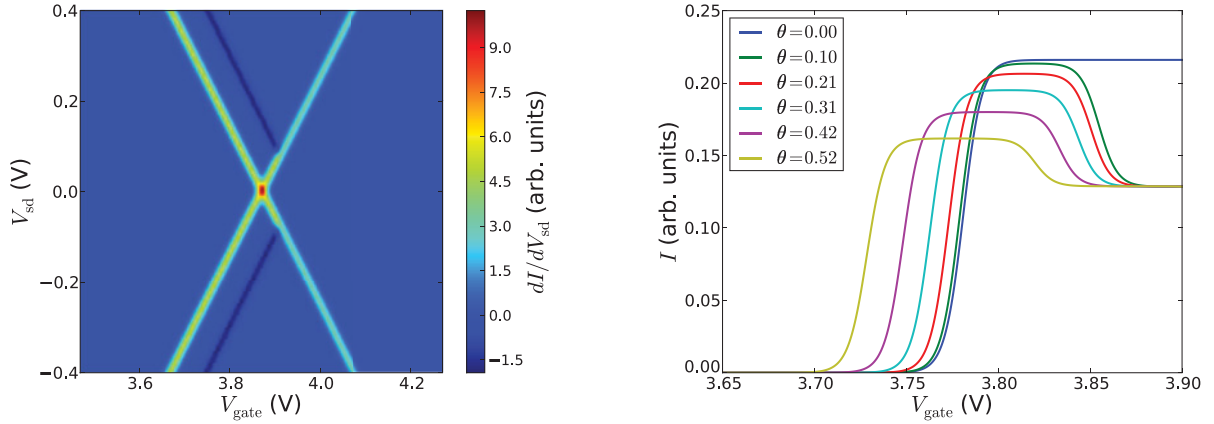 0.4
0.2
0.0
−0.2
−0.4
V_sd (V)
3.6
3.8
4.0
4.2
V_gate (V)
9.0
7.5
6.0
4.5
3.0
1.5
0.0
−1.5
dI/dV_sd (arb. units)
θ=0.00
θ=0.10
θ=0.21
θ=0.31
θ=0.42
θ=0.52
0.25
0.20
0.15
0.10
0.05
0.00
I (arb. units)
3.65
3.70
3.75
3.80
3.85
3.90
V_gate (V)